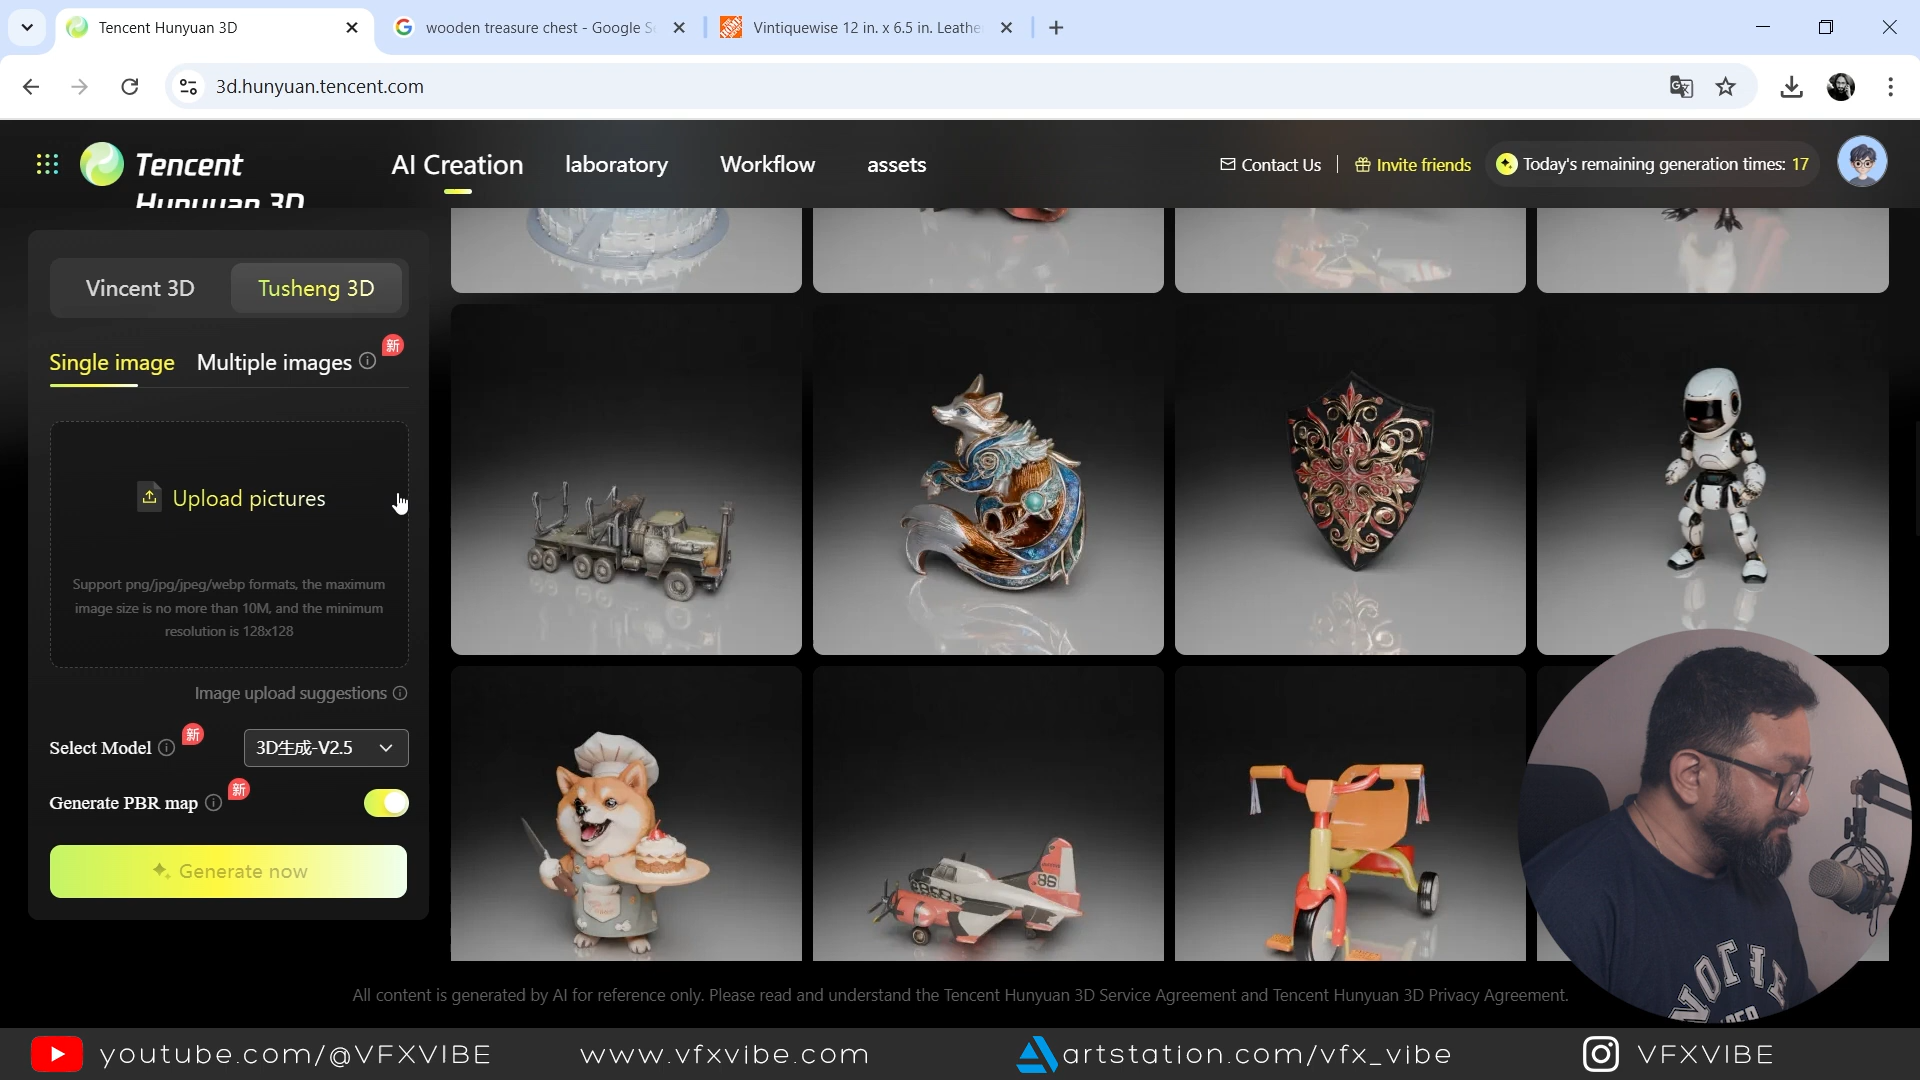 Tencent Hunyuan 3D
wooden treasure chest - Google S
Vintiquewise 12 in. x 6.5 in. Leathe
3d.hunyuan.tencent.com
Tencent
Hunyuan 3D
AI Creation
laboratory
Workflow
assets
Contact Us
Invite friends
Today's remaining generation times: 17
Vincent 3D
Tusheng 3D
Single image
Multiple images
新
Upload pictures
Support png/jpg/jpeg/webp formats, the maximum
image size is no more than 10M, and the minimum
resolution is 128x128
Image upload suggestions
Select Model
新
3D生成-V2.5
Generate PBR map
新
Generate now
86
All content is generated by AI for reference only. Please read and understand the Tencent Hunyuan 3D Service Agreement and Tencent Hunyuan 3D Privacy Agreement.
youtube.com/@VFXVIBE
www.vfxvibe.com
artstation.com/vfx_vibe
VFXVIBE